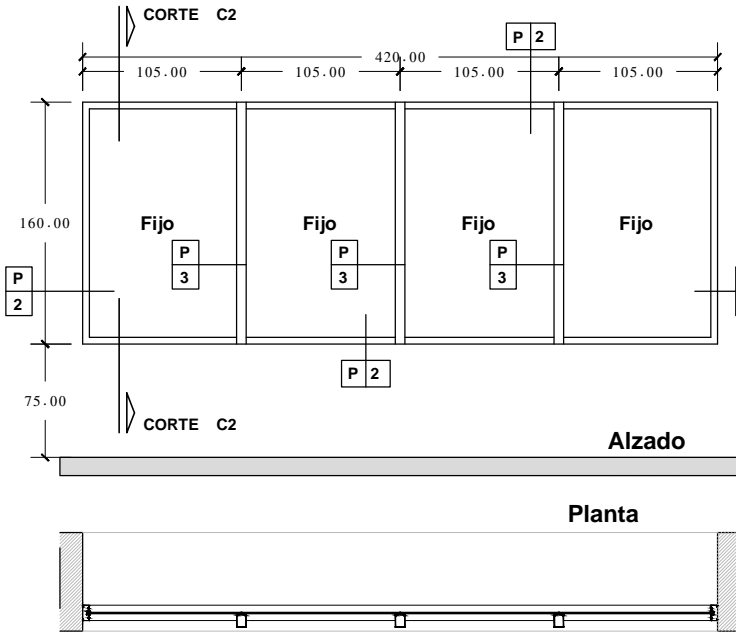 CORTE C2
P 2
420.00
105.00 105.00 105.00 105.00
160.00
Fijo Fijo Fijo Fijo
P P P
3 3 3
P
2
P 2
75.00
CORTE C2
Alzado
Planta